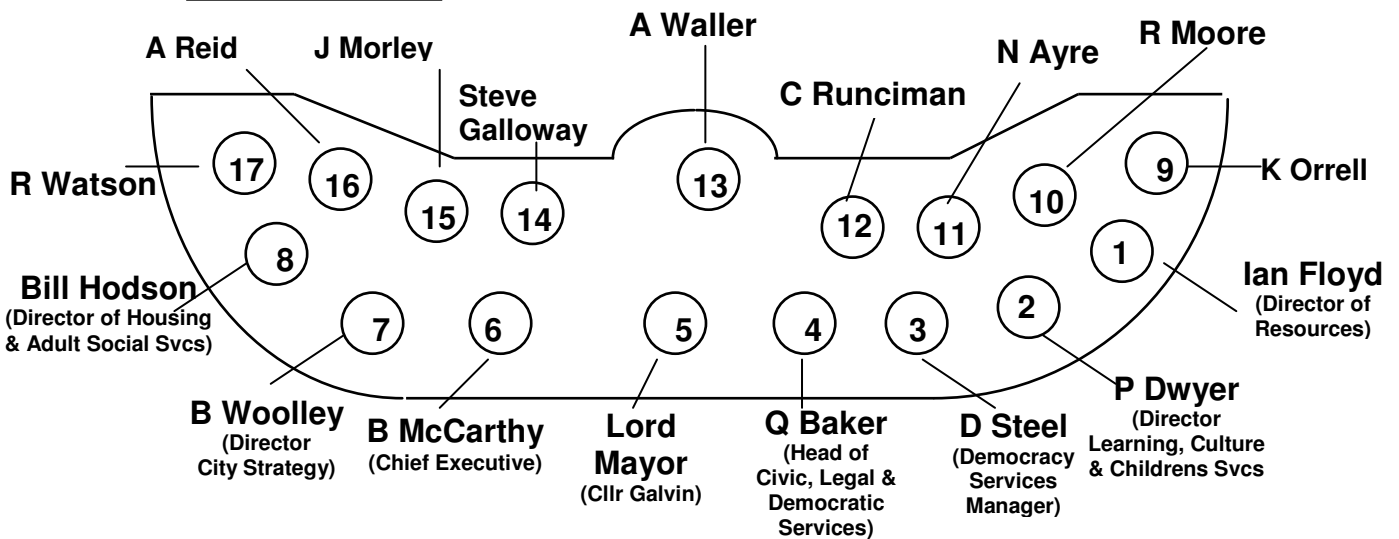 A Waller
R Moore
A Reid
J Morley
N Ayre
Steve
Galloway
C Runciman
17
16
15
14
13
12
11
10
9
R Watson
K Orrell
8
1
Bill Hodson
(Director of Housing
& Adult Social Svcs)
Ian Floyd
(Director of
Resources)
7
6
5
4
3
2
B Woolley
(Director
City Strategy)
B McCarthy
(Chief Executive)
Lord
Mayor
(Cllr Galvin)
Q Baker
(Head of
Civic, Legal &
Democratic
Services)
D Steel
(Democracy
Services
Manager)
P Dwyer
(Director
Learning, Culture
& Childrens Svcs